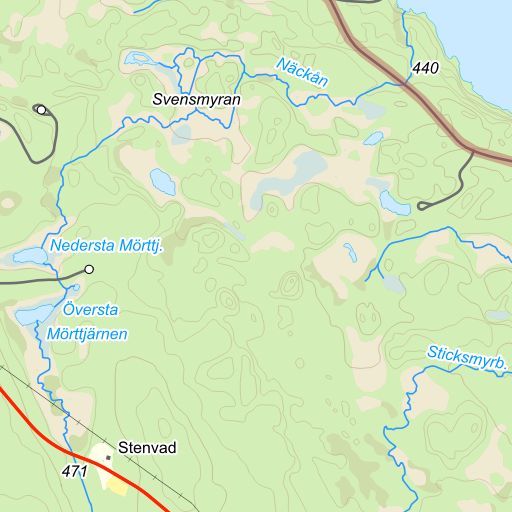 Näckån
440
Svensmyran
Nedersta Mörttj.
Översta
Mörttjärnen
Sticksmyrb.
Stenvad
471